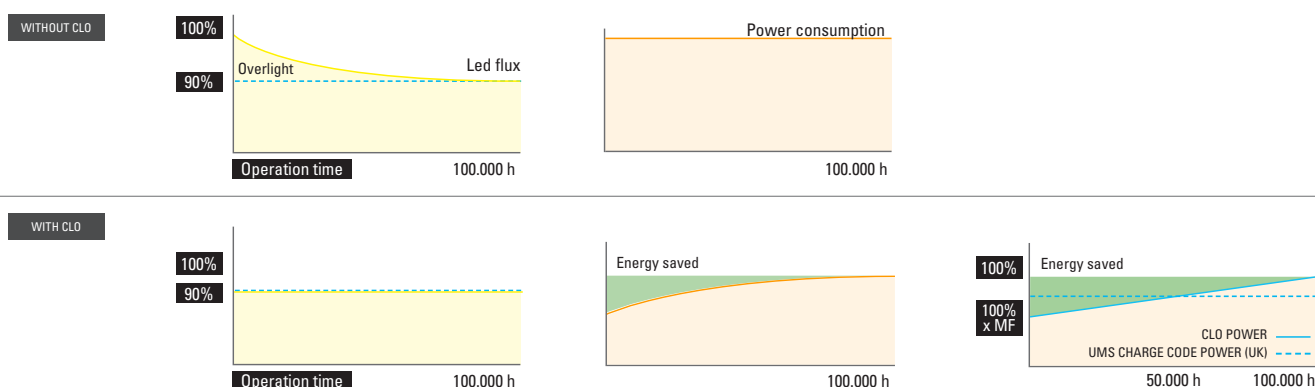 WITHOUT CLO
100%
90%
Overlight
Led flux
Operation time
100.000 h
Power consumption
100.000 h
WITH CLO
100%
90%
Operation time
100.000 h
Energy saved
100.000 h
100%
100%
x MF
Energy saved
CLO POWER
UMS CHARGE CODE POWER (UK)
50.000 h
100.000 h